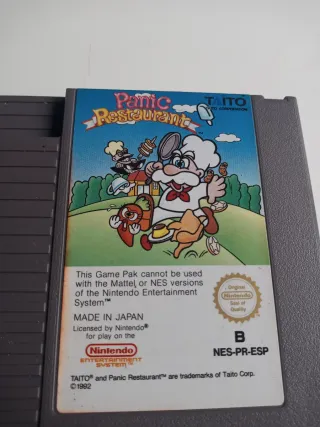 Panic
Restaurant™
TAITO
This Game Pak cannot be used
with the Mattel or NES versions
of the Nintendo Entertainment
System™
MADE IN JAPAN
Licensed by Nintendo®
for play on the
Nintendo
ENTERTAINMENT
SYSTEM™
Original
Nintendo
Seal of
Quality
B
NES-PR-ESP
TAITO® and Panic Restaurant™ are trademarks of Taito Corp.
©1992